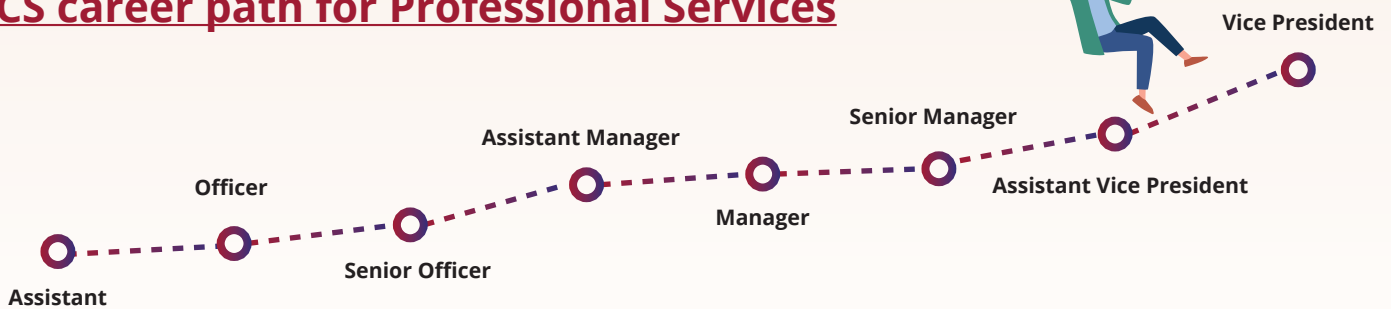 CS career path for Professional Services
Vice President
Senior Manager
Assistant Manager
Assistant Vice President
Officer
Manager
Senior Officer
Assistant